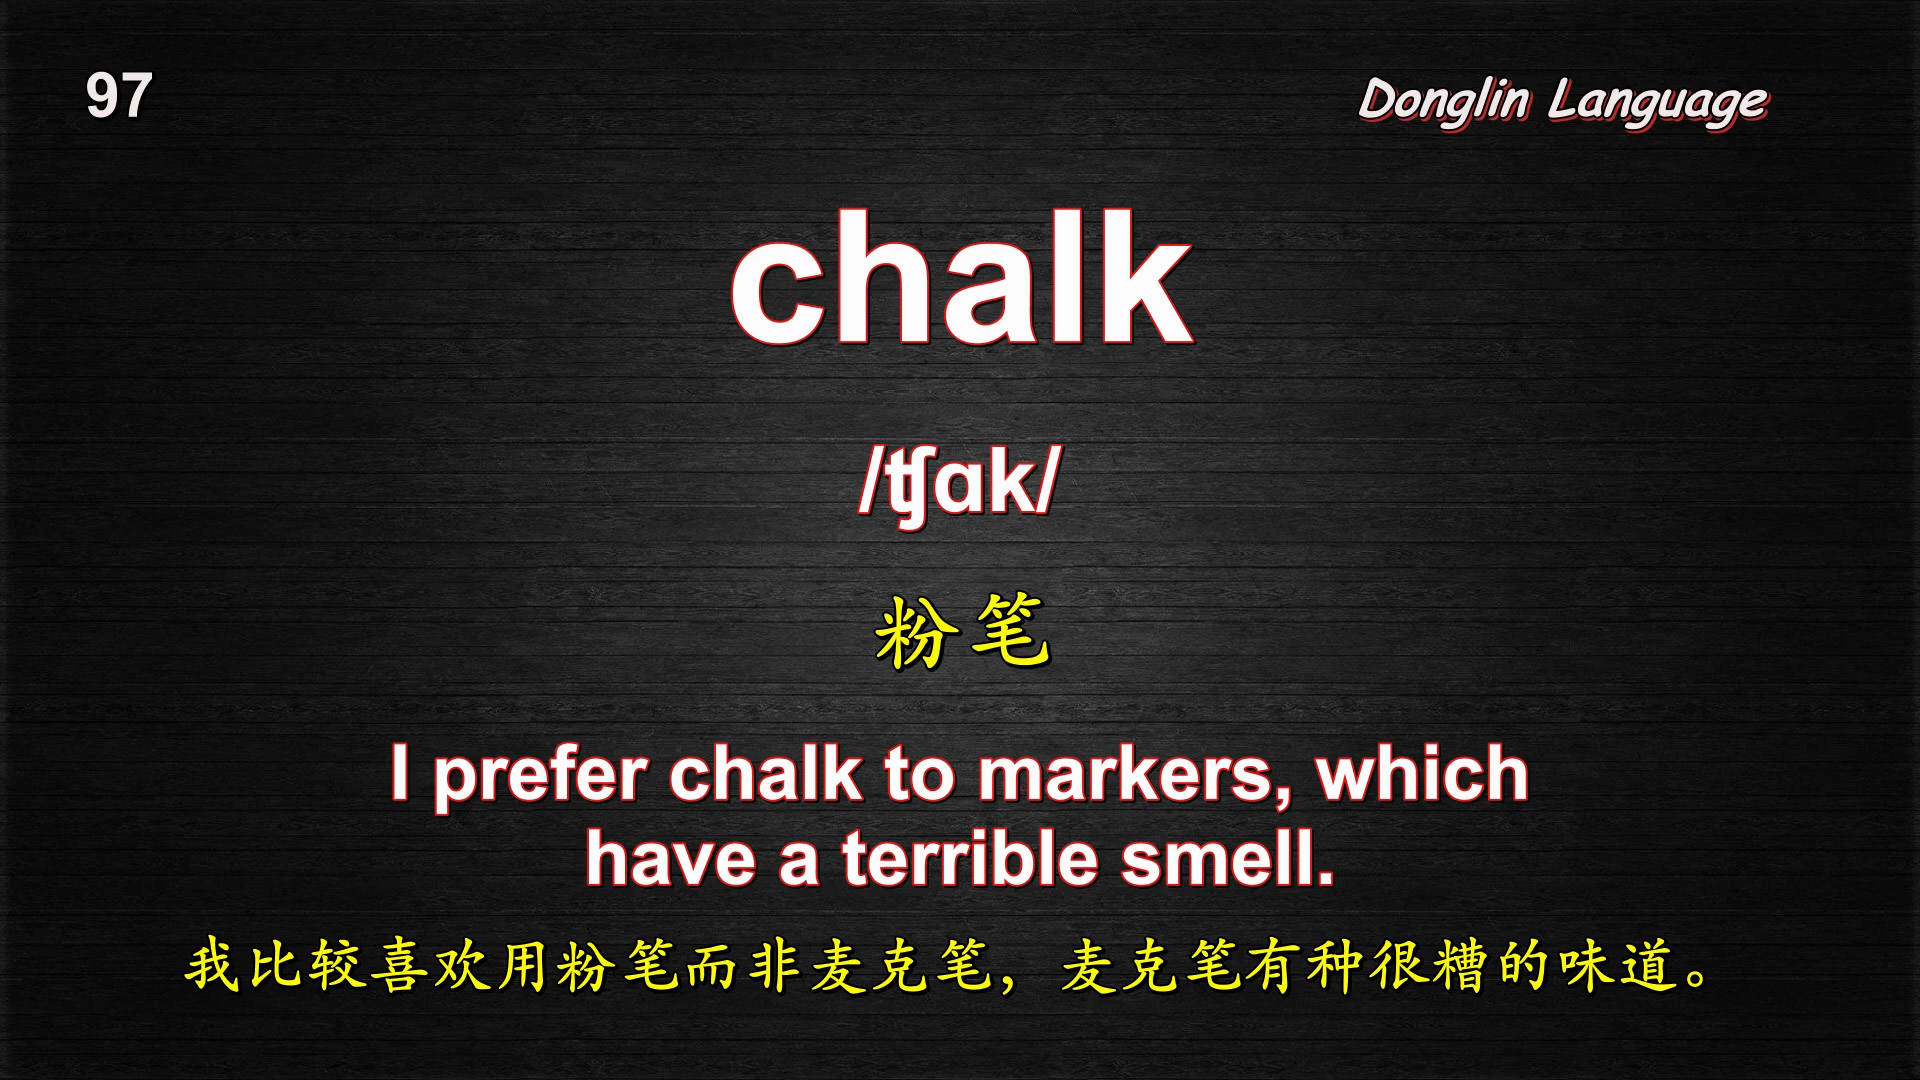 97
Donglin Language
chalk
/ʧɑk/
粉笔
I prefer chalk to markers, which
have a terrible smell.
我比较喜欢用粉笔而非麦克笔，麦克笔有种很糟的味道。